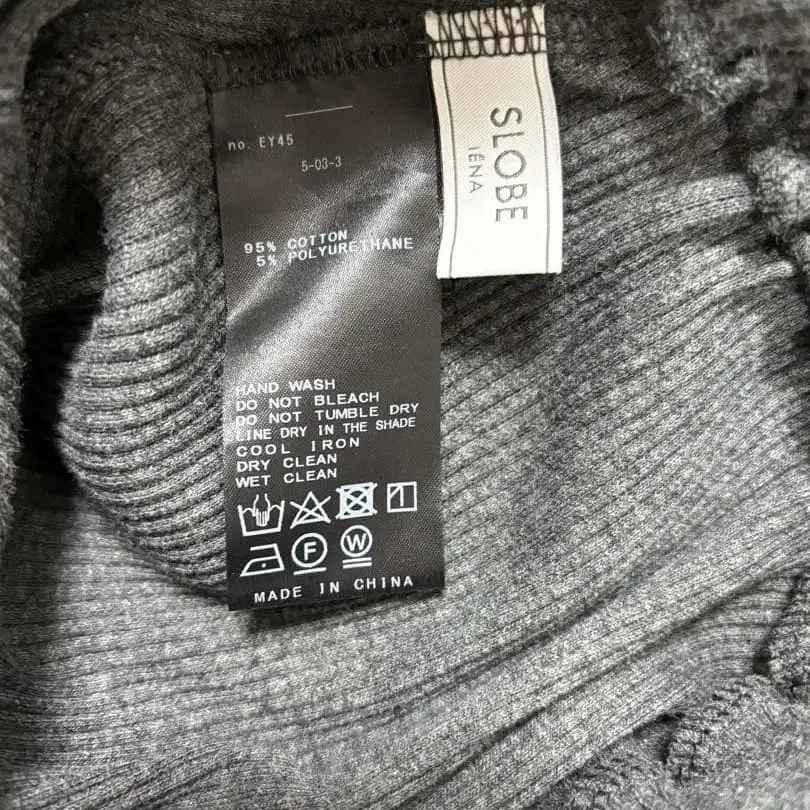 no. EY45
5-03-3
95% COTTON
5% POLYURETHANE
HAND WASH
DO NOT BLEACH
DO NOT TUMBLE DRY
LINE DRY IN THE SHADE
COOL IRON
DRY CLEAN
WET CLEAN
F
W
MADE IN CHINA
SLOBE
IÉNA